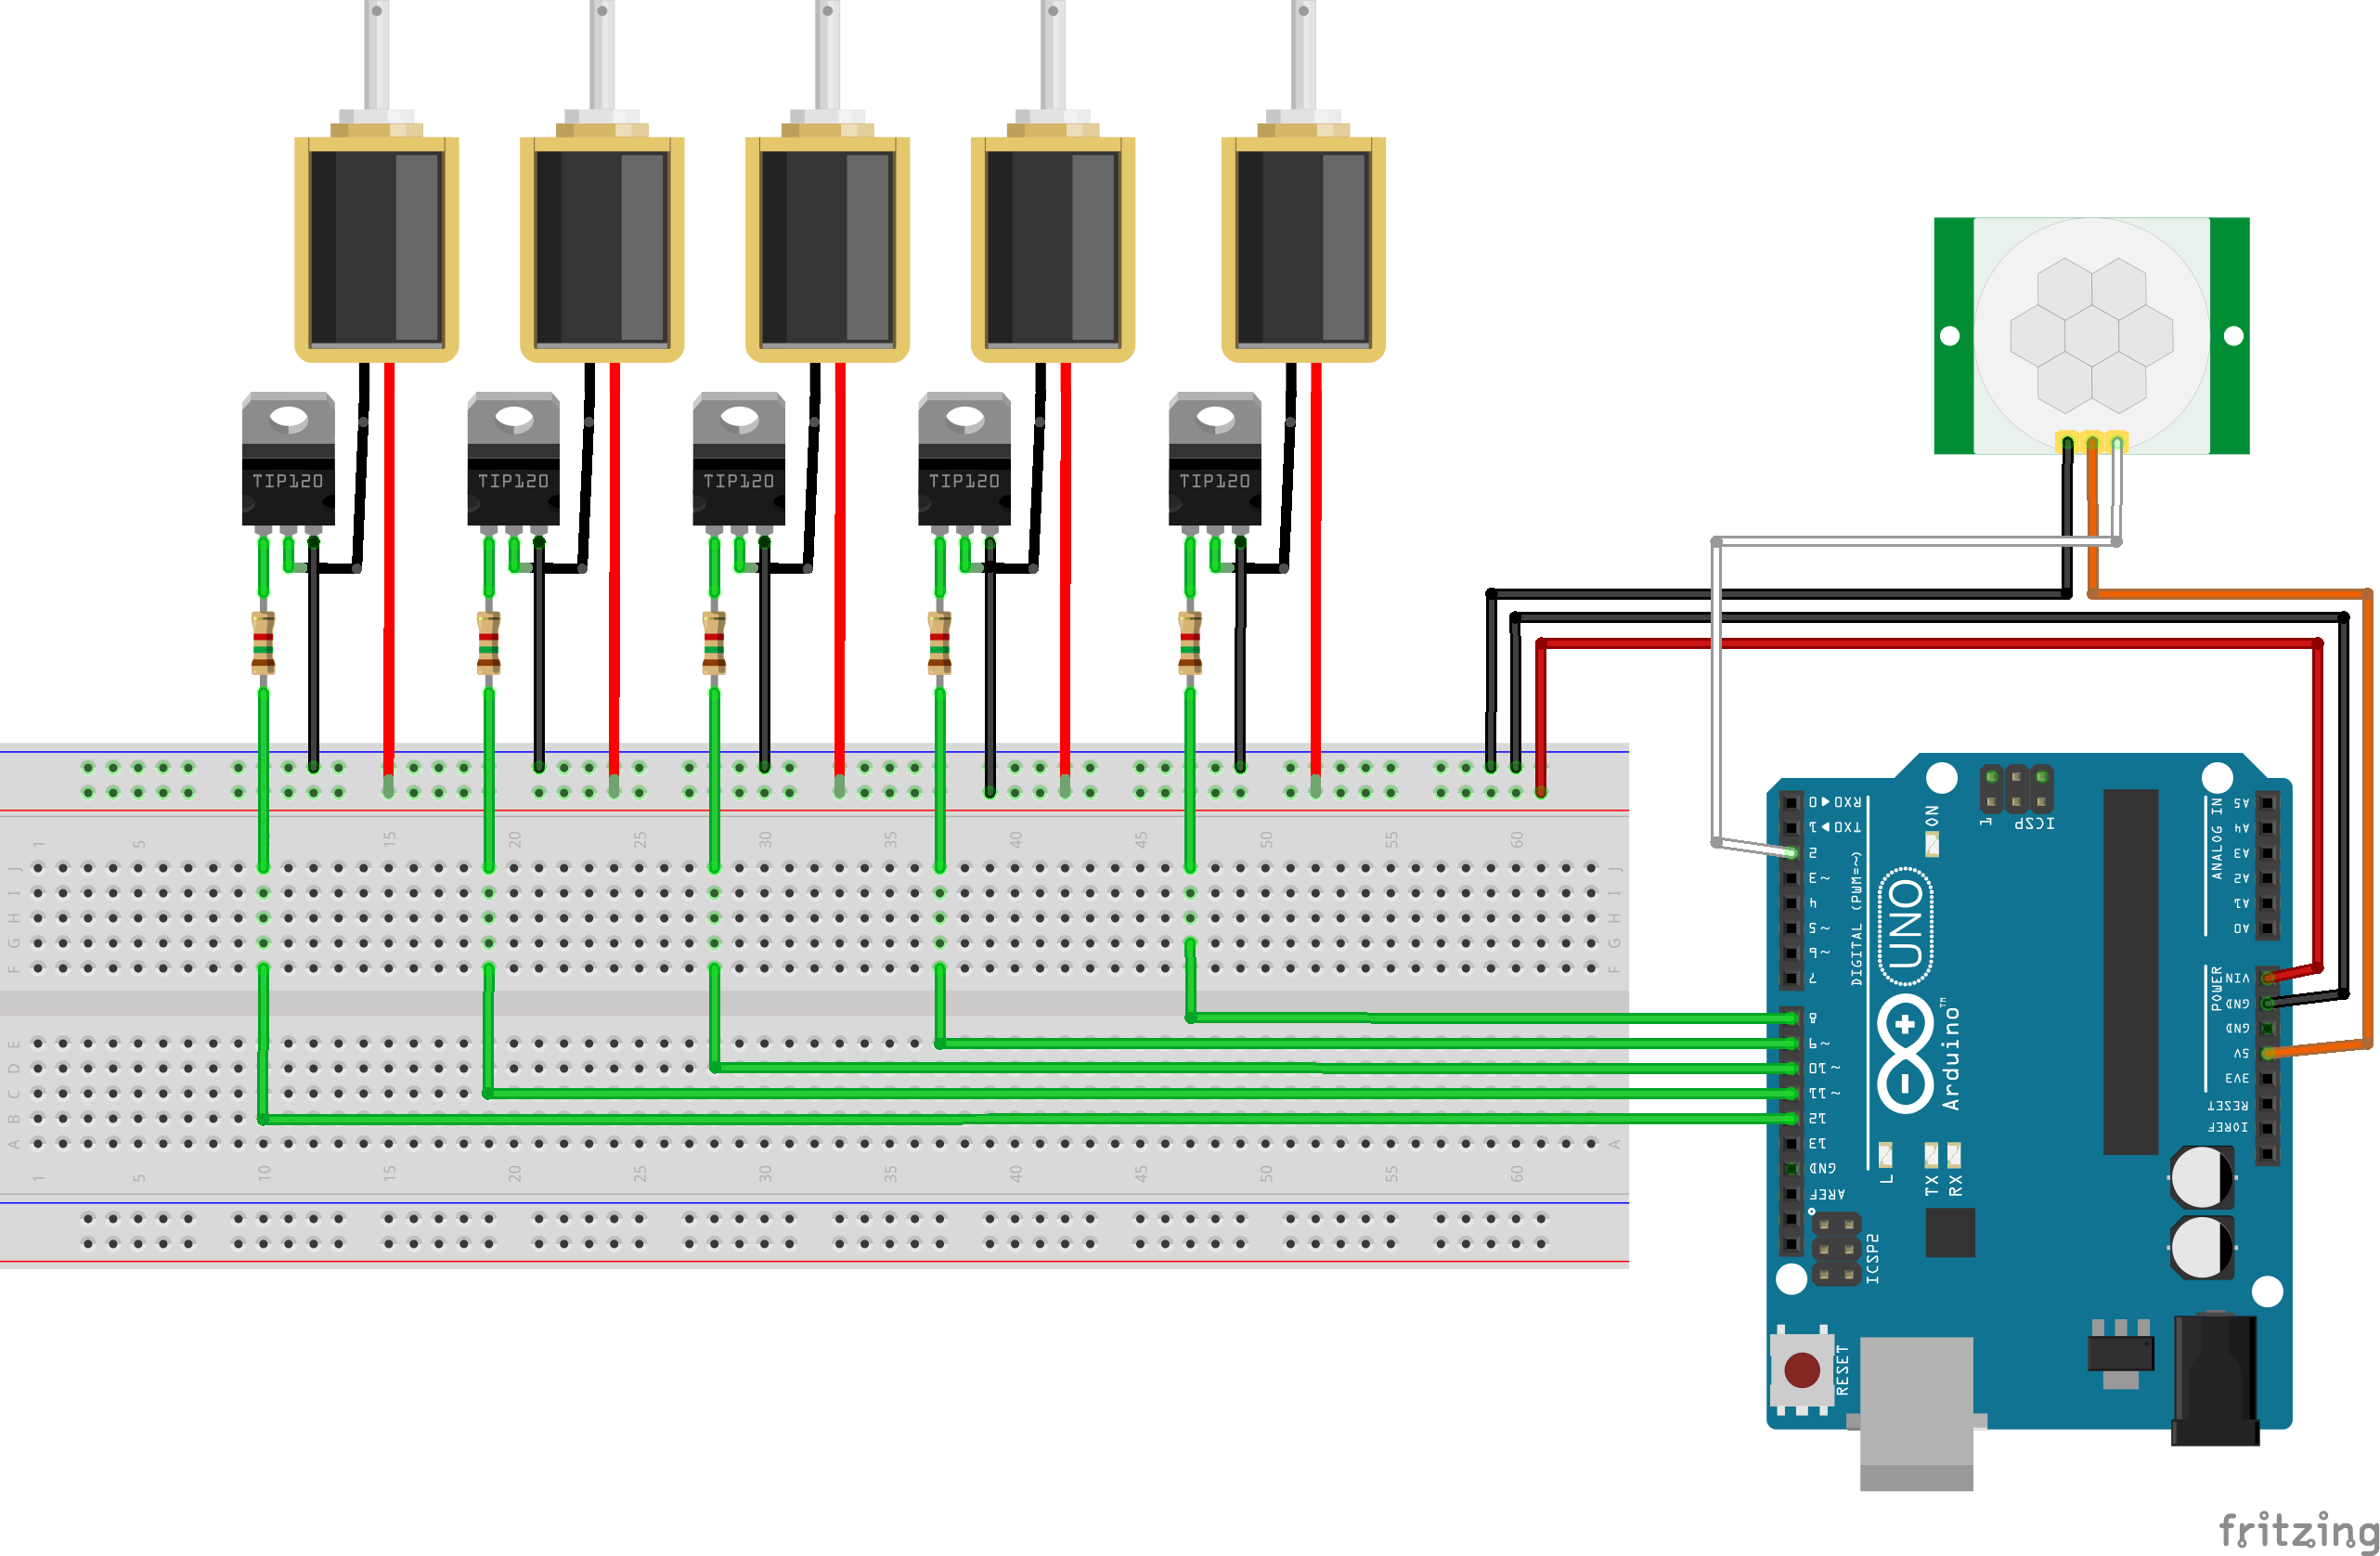 TIP120 TIP120 TIP120 TIP120 TIP120
1 5 15 20 25 30 35 40 45 50 55 60
J J
I I
H H
G G
F F
E
D
C
B
A A
1 5 10 15 20 25 30 35 40 45 50 55 60
RX0 ◀ 0
TX0 ▶ 1
2
3 ~
4
5 ~
6 ~
7
8
9 ~
10 ~
11 ~
12
13
GND
AREF
DIGITAL (PWM=~)
ON
1
ICSP
UNO
Arduino
TM
L
TX
RX
ICSP2
RESET
ANALOG IN
A5
A4
A3
A2
A1
A0
POWER
VIN
GND
GND
5V
3V3
RESET
IOREF
fritzing